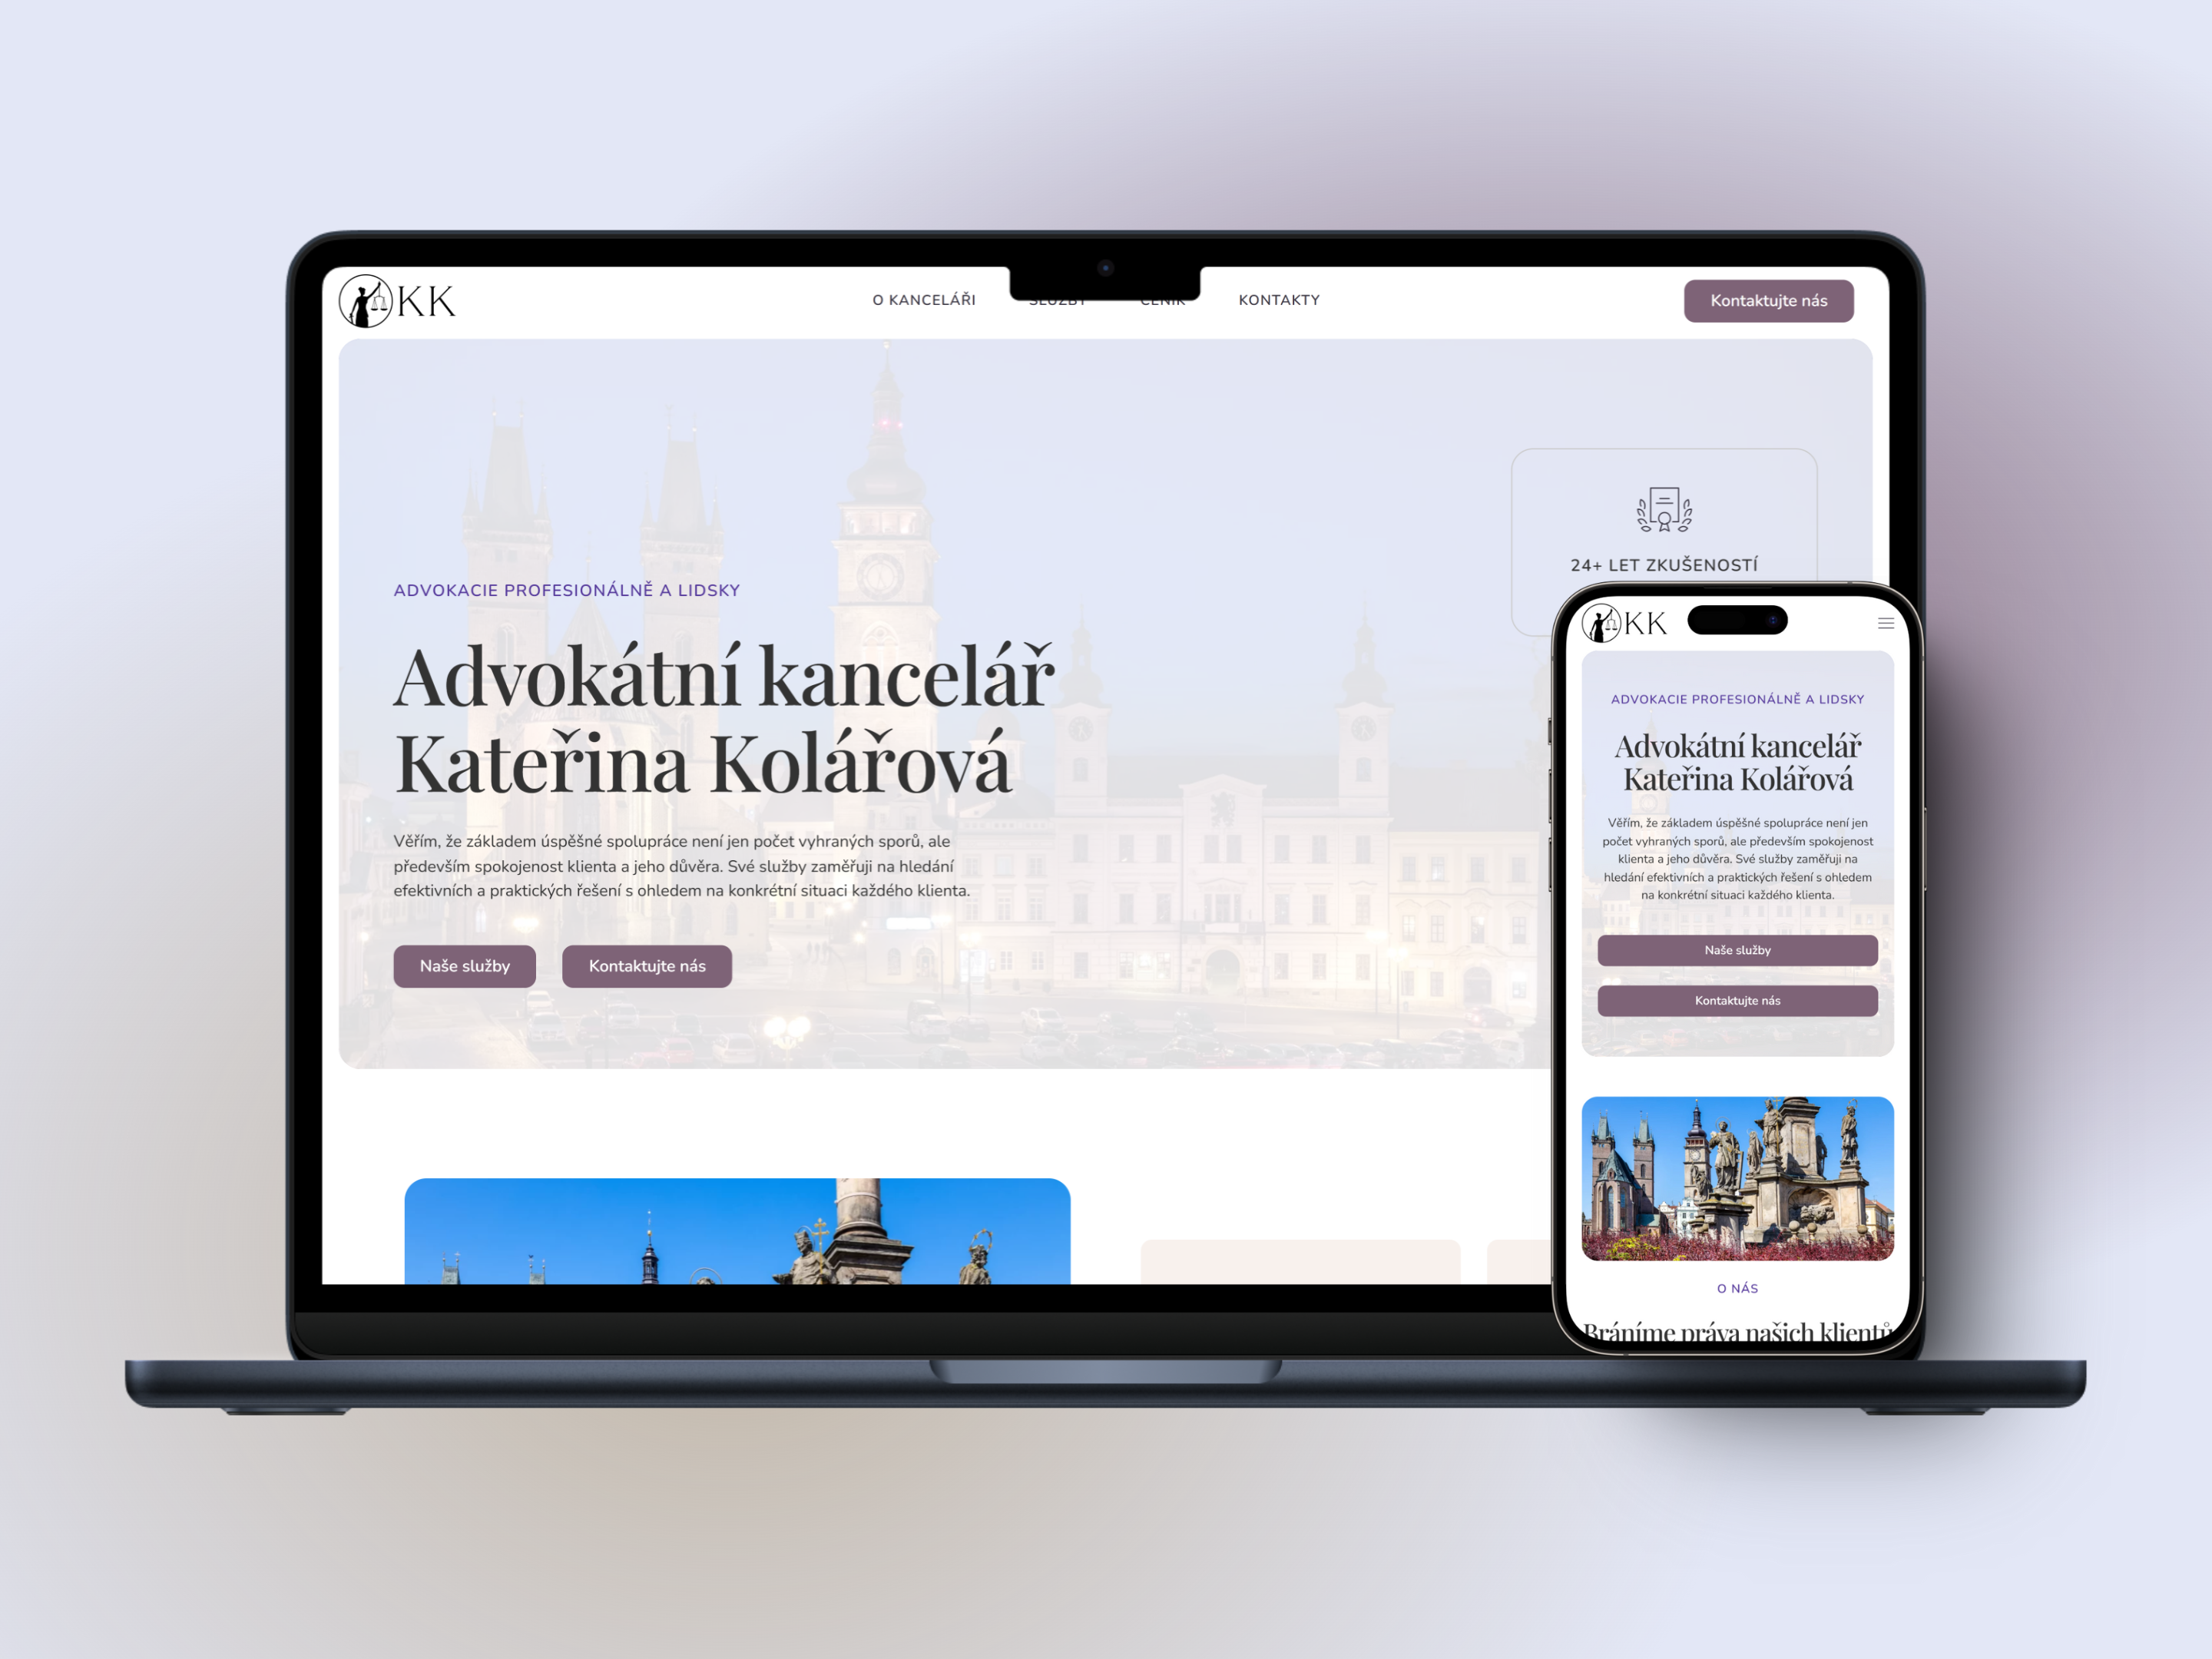 KK
O KANCELÁŘI
SLUŽBY
CENÍK
KONTAKTY
Kontaktujte nás
24+ LET ZKUŠENOSTÍ
ADVOKACIE PROFESIONÁLNĚ A LIDSKY
Advokátní kancelář
Kateřina Kolářová
Věřím, že základem úspěšné spolupráce není jen počet vyhraných sporů, ale
především spokojenost klienta a jeho důvěra. Své služby zaměřuji na hledání
efektivních a praktických řešení s ohledem na konkrétní situaci každého klienta.
Naše služby
Kontaktujte nás
KK
ADVOKACIE PROFESIONÁLNĚ A LIDSKY
Advokátní kancelář
Kateřina Kolářová
Věřím, že základem úspěšné spolupráce není jen
počet vyhraných sporů, ale především spokojenost
klienta a jeho důvěra. Své služby zaměřuji na
hledání efektivních a praktických řešení s ohledem
na konkrétní situaci každého klienta.
Naše služby
Kontaktujte nás
O NÁS
Bráníme práva našich klientů